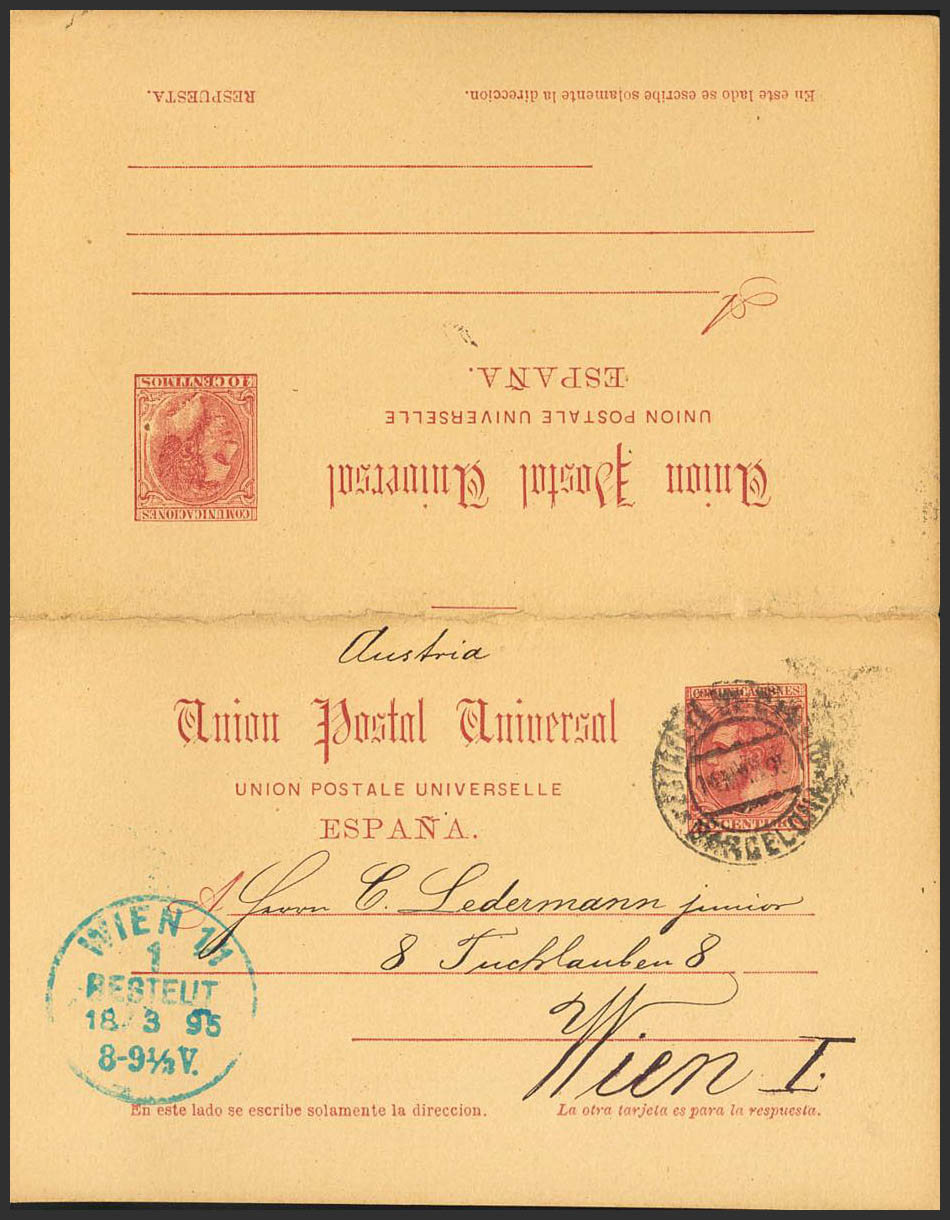 RESPUESTA.
En este lado se escribe solamente la direccion.
A
ESPAÑA.
UNION POSTALE UNIVERSELLE
Union Postal Universal
10 CENTIMOS
COMUNICACIONES
Austria
Union Postal Universal
UNION POSTALE UNIVERSELLE
ESPAÑA.
COMUNICACIONES
BARCELONA
A Herrn C. Ledermann junior
8 Tuchlauben 8
Wien I.
WIEN 1/1
1
BESTELLT
18 3 95
8-9½V.
En este lado se escribe solamente la direccion.
La otra tarjeta es para la respuesta.